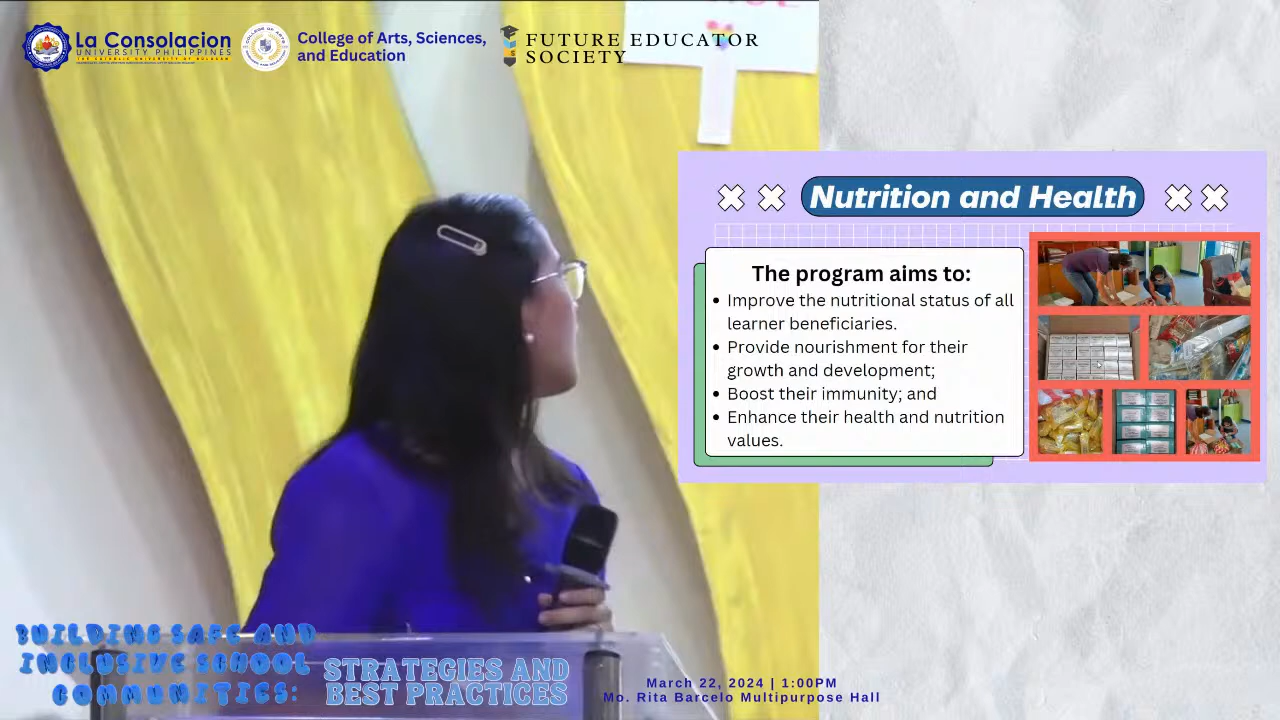 La Consolacion
UNIVERSITY PHILIPPINES
College of Arts, Sciences,
and Education
FUTURE EDUCATOR
SOCIETY
Nutrition and Health
The program aims to:
Improve the nutritional status of all
learner beneficiaries.
Provide nourishment for their
growth and development;
Boost their immunity; and
Enhance their health and nutrition
values.
BUILDING SAFE AND
INCLUSIVE SCHOOL
COMMUNITIES:
STRATEGIES AND
BEST PRACTICES
March 22, 2024 | 1:00PM
Mo. Rita Barcelo Multipurpose Hall